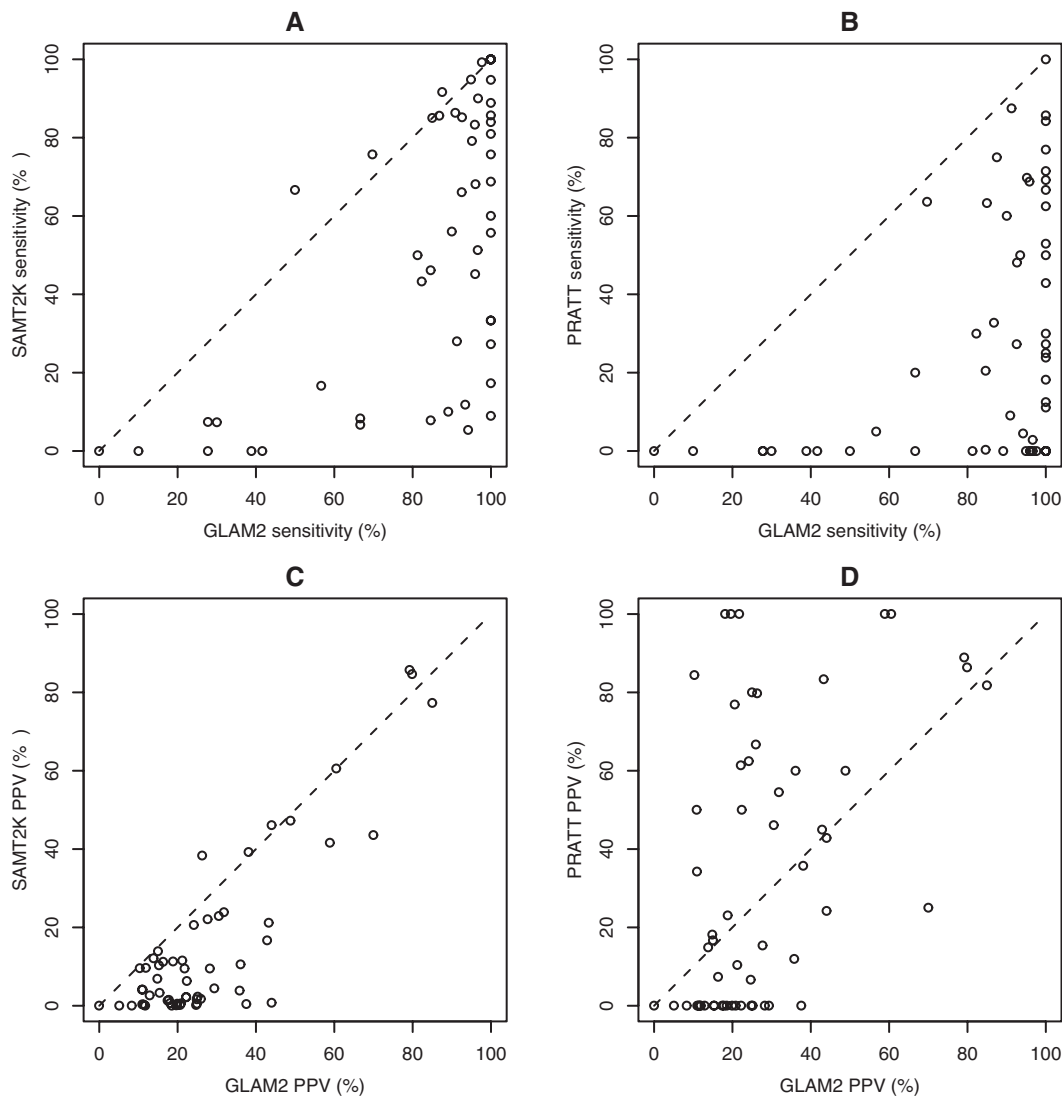 A
SAMT2K sensitivity (% )
100
80
60
40
20
0
0 20 40 60 80 100
GLAM2 sensitivity (%)
B
PRATT sensitivity (%)
100
80
60
40
20
0
0 20 40 60 80 100
GLAM2 sensitivity (%)
C
SAMT2K PPV (% )
100
80
60
40
20
0
0 20 40 60 80 100
GLAM2 PPV (%)
D
PRATT PPV (%)
100
80
60
40
20
0
0 20 40 60 80 100
GLAM2 PPV (%)